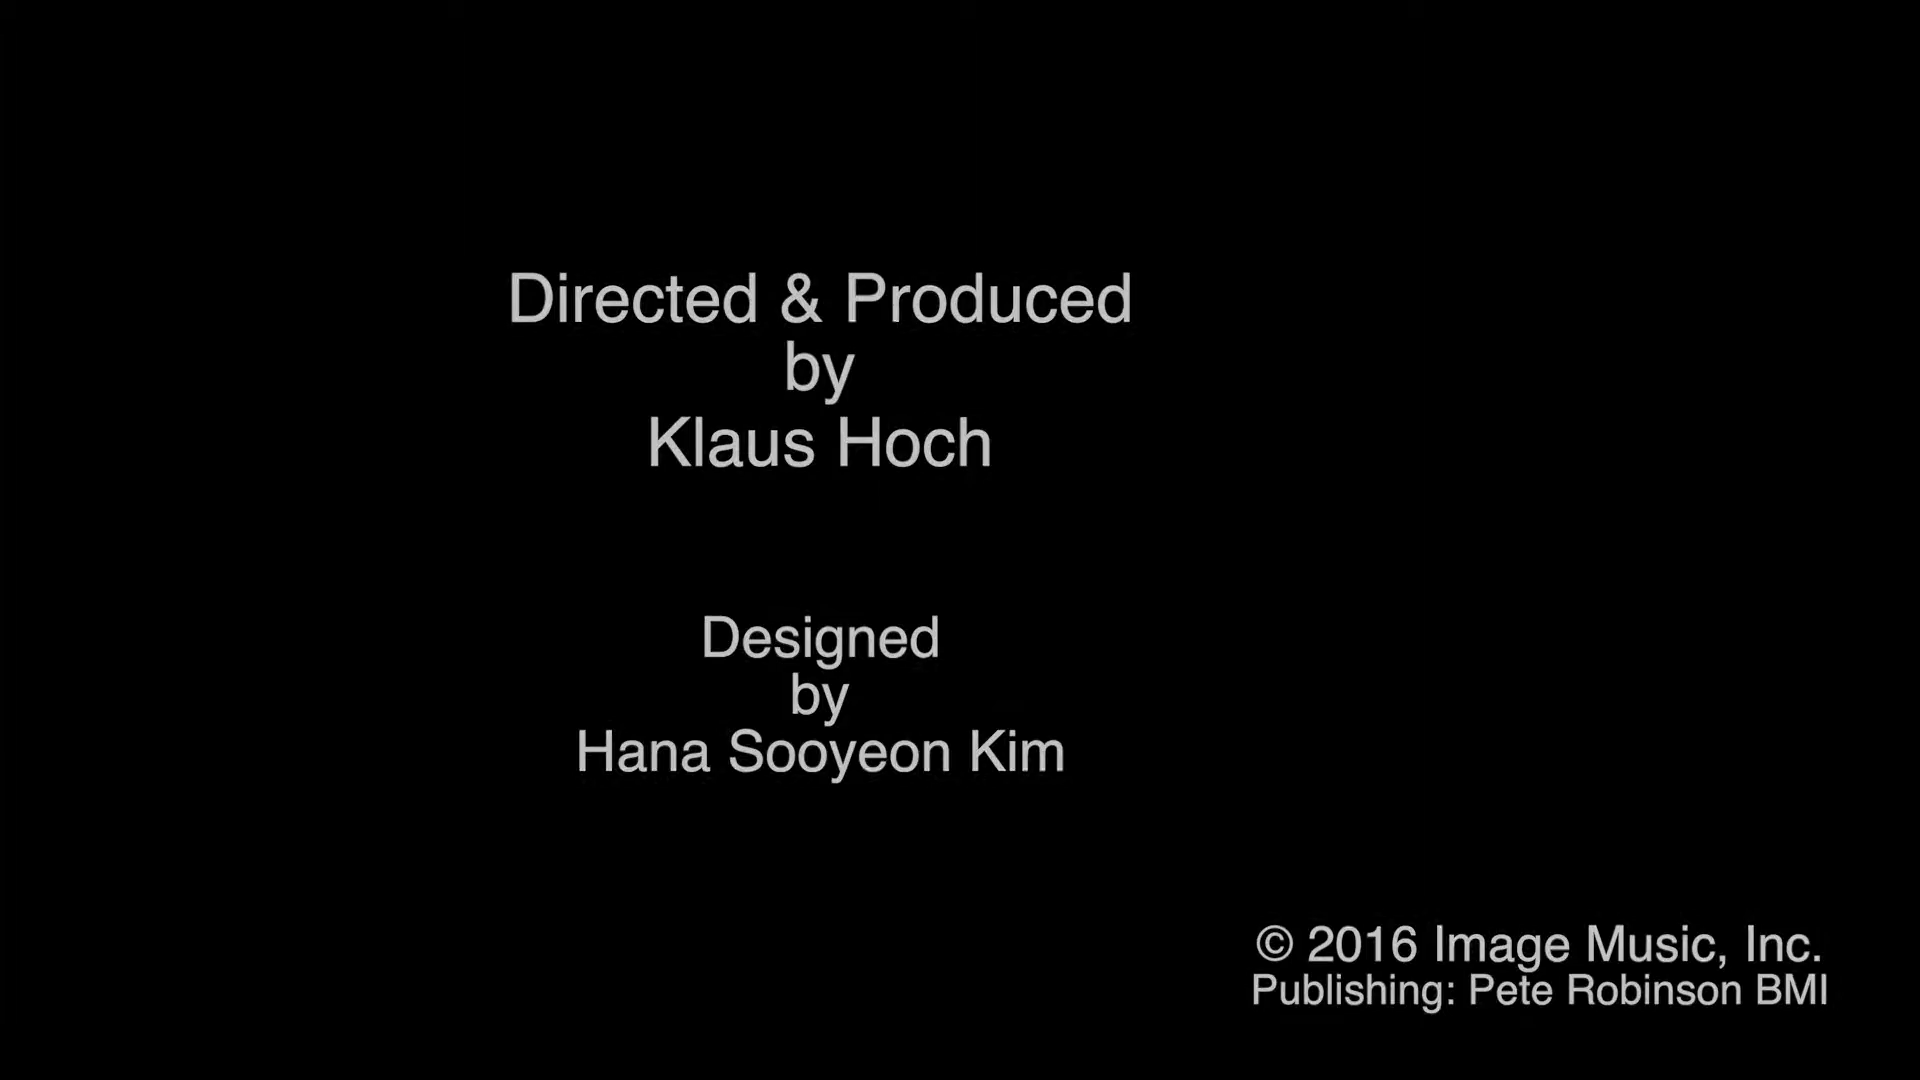 Directed & Produced
by
Klaus Hoch
Designed
by
Hana Sooyeon Kim
© 2016 Image Music, Inc.
Publishing: Pete Robinson BMI